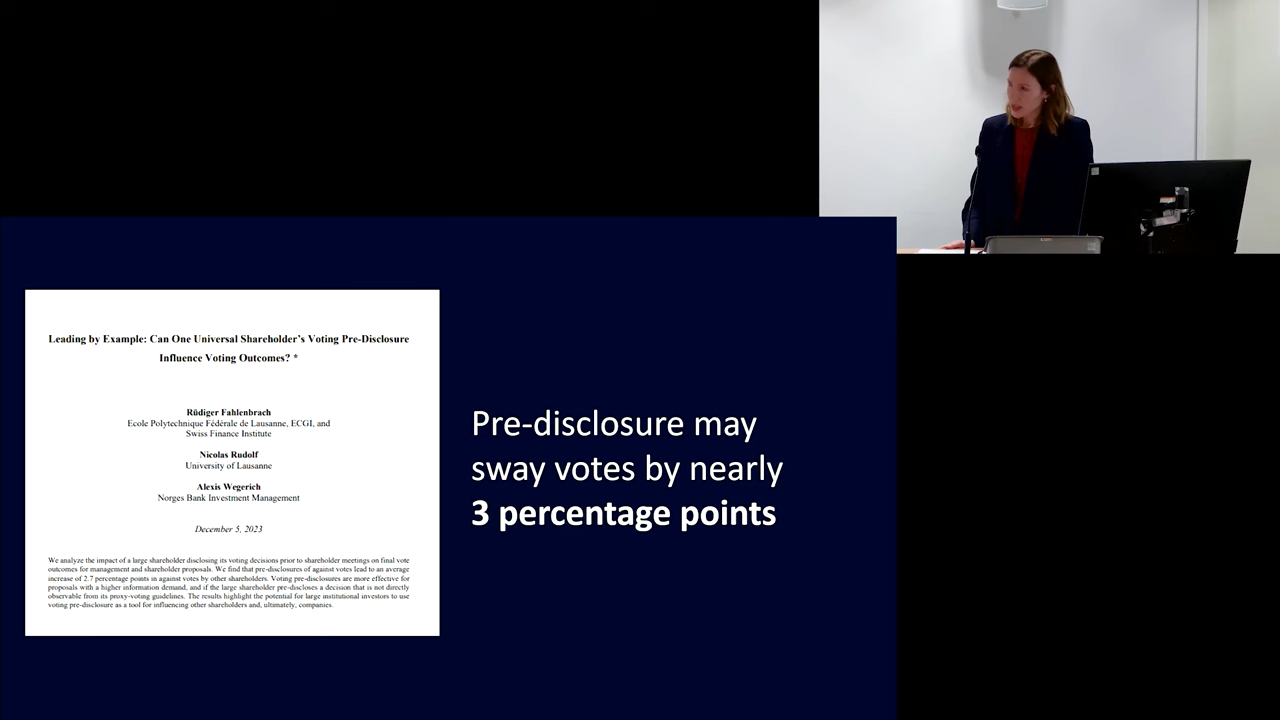 Leading by Example: Can One Universal Shareholder's Voting Pre-Disclosure
Influence Voting Outcomes? *
Rüdiger Fahlenbrach
Ecole Polytechnique Fédérale de Lausanne, ECGI, and
Swiss Finance Institute
Nicolas Rudolf
University of Lausanne
Alexis Wegerich
Norges Bank Investment Management
December 5, 2023
We analyze the impact of a large shareholder disclosing its voting decisions prior to shareholder meetings on final vote
outcomes for management and shareholder proposals. We find that pre-disclosures of against votes lead to an average
increase of 2.7 percentage points in against votes by other shareholders. Voting pre-disclosures are more effective for
proposals with a higher information demand, and if the large shareholder pre-discloses a decision that is not directly
observable from its proxy-voting guidelines. The results highlight the potential for large institutional investors to use
voting pre-disclosure as a tool for influencing other shareholders and, ultimately, companies.
Pre-disclosure may
sway votes by nearly
3 percentage points